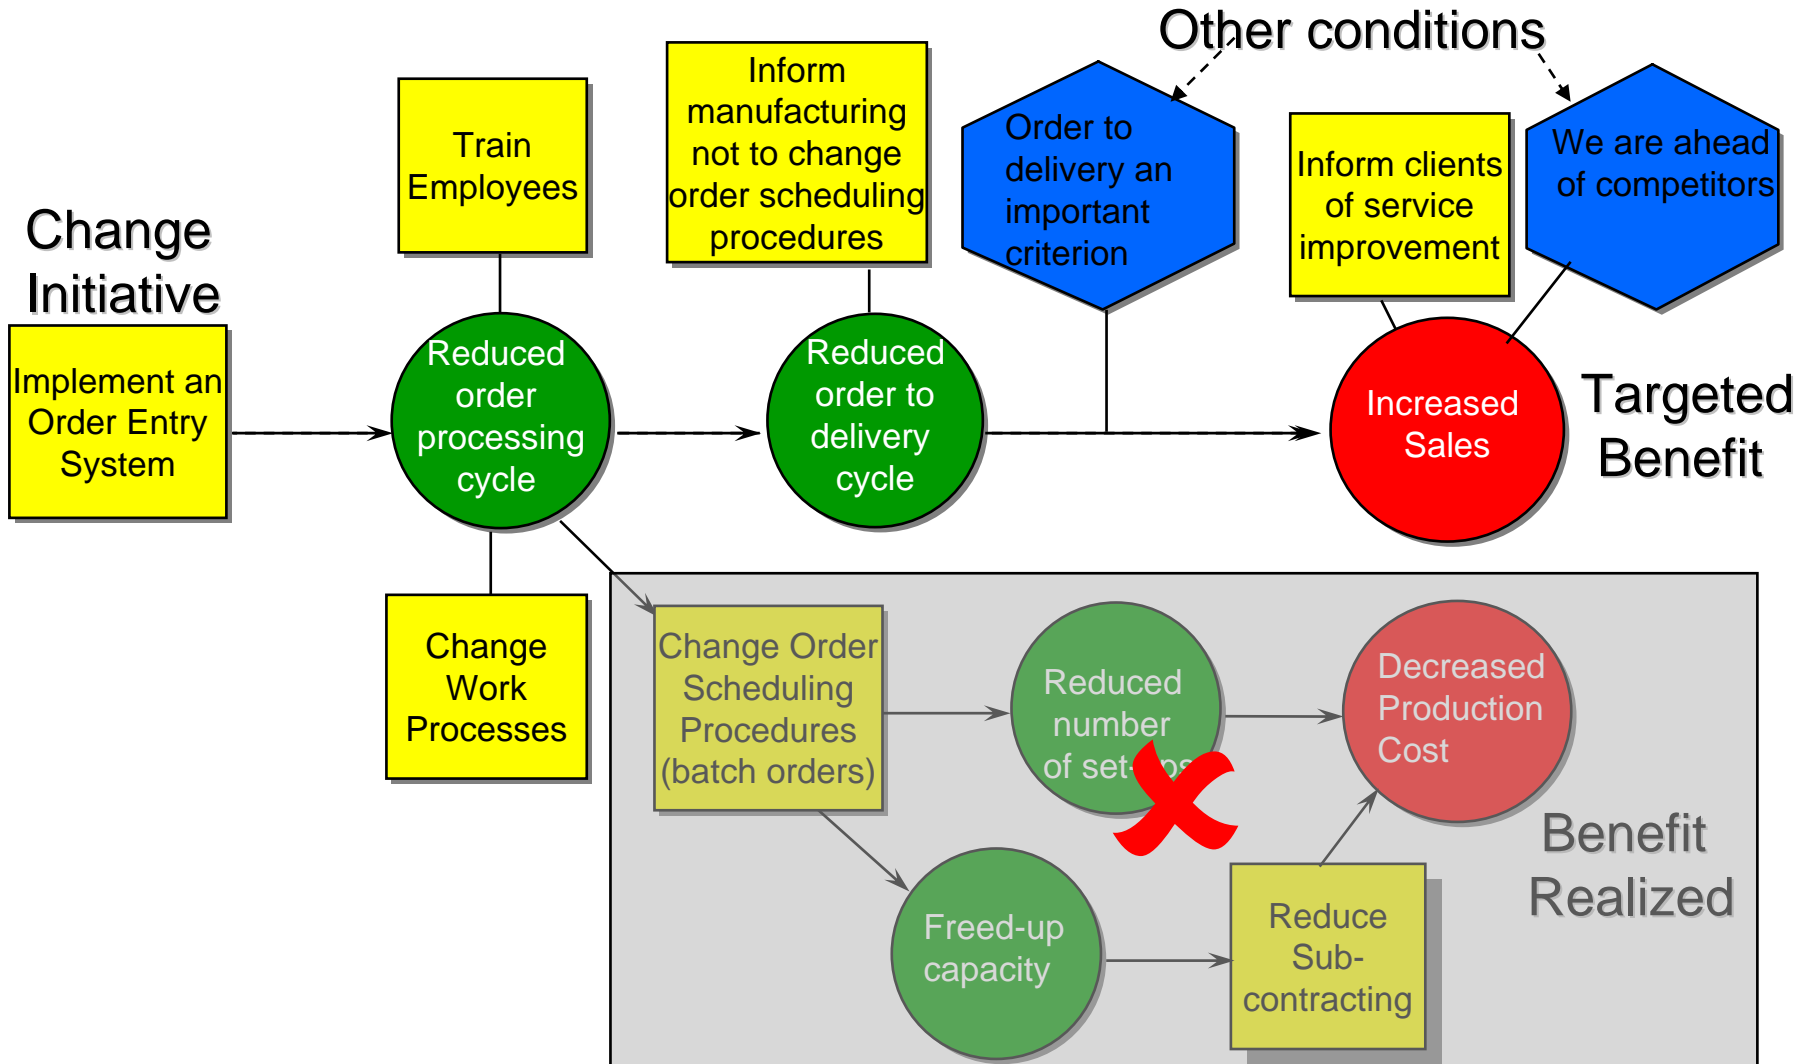 Other conditions
Train
Employees
Inform
manufacturing
not to change
order scheduling
procedures
Order to
delivery an
important
criterion
Inform clients
of service
improvement
We are ahead
of competitors
Change
Initiative
Implement an
Order Entry
System
Reduced
order
processing
cycle
Reduced
order to
delivery
cycle
Increased
Sales
Targeted
Benefit
Change
Work
Processes
Change Order
Scheduling
Procedures
(batch orders)
Reduced
number
of set-ups
Decreased
Production
Cost
Freed-up
capacity
Reduce
Sub-
contracting
Benefit
Realized